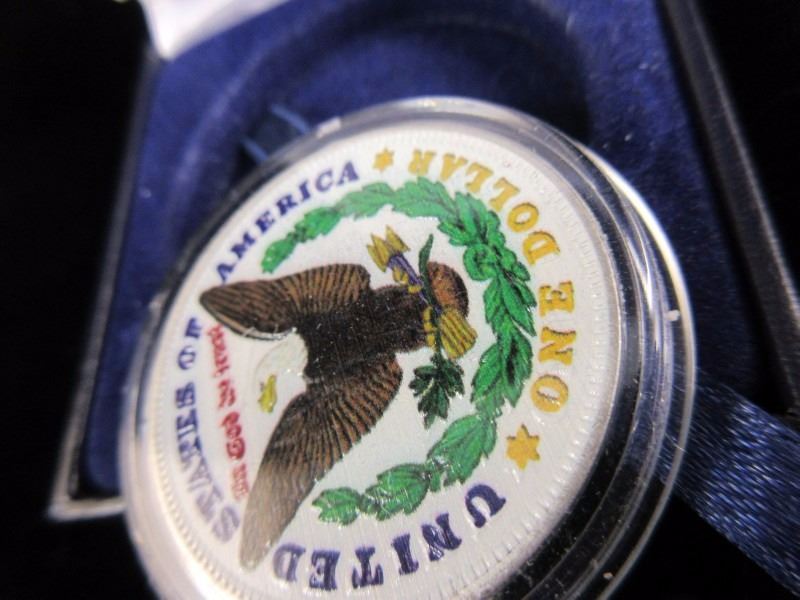 UNITED STATES OF AMERICA
In God we trust
★ ONE DOLLAR ★